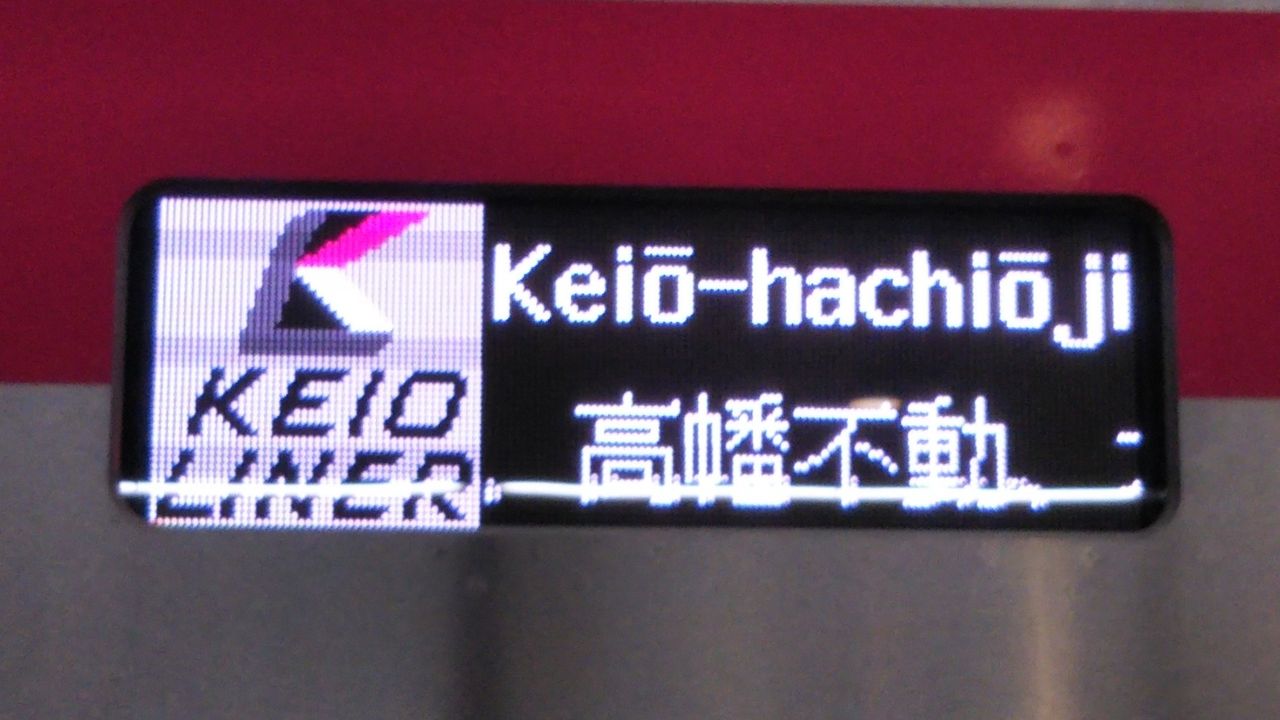 KEIO
LINER
Keiō-hachiōji
高幡不動